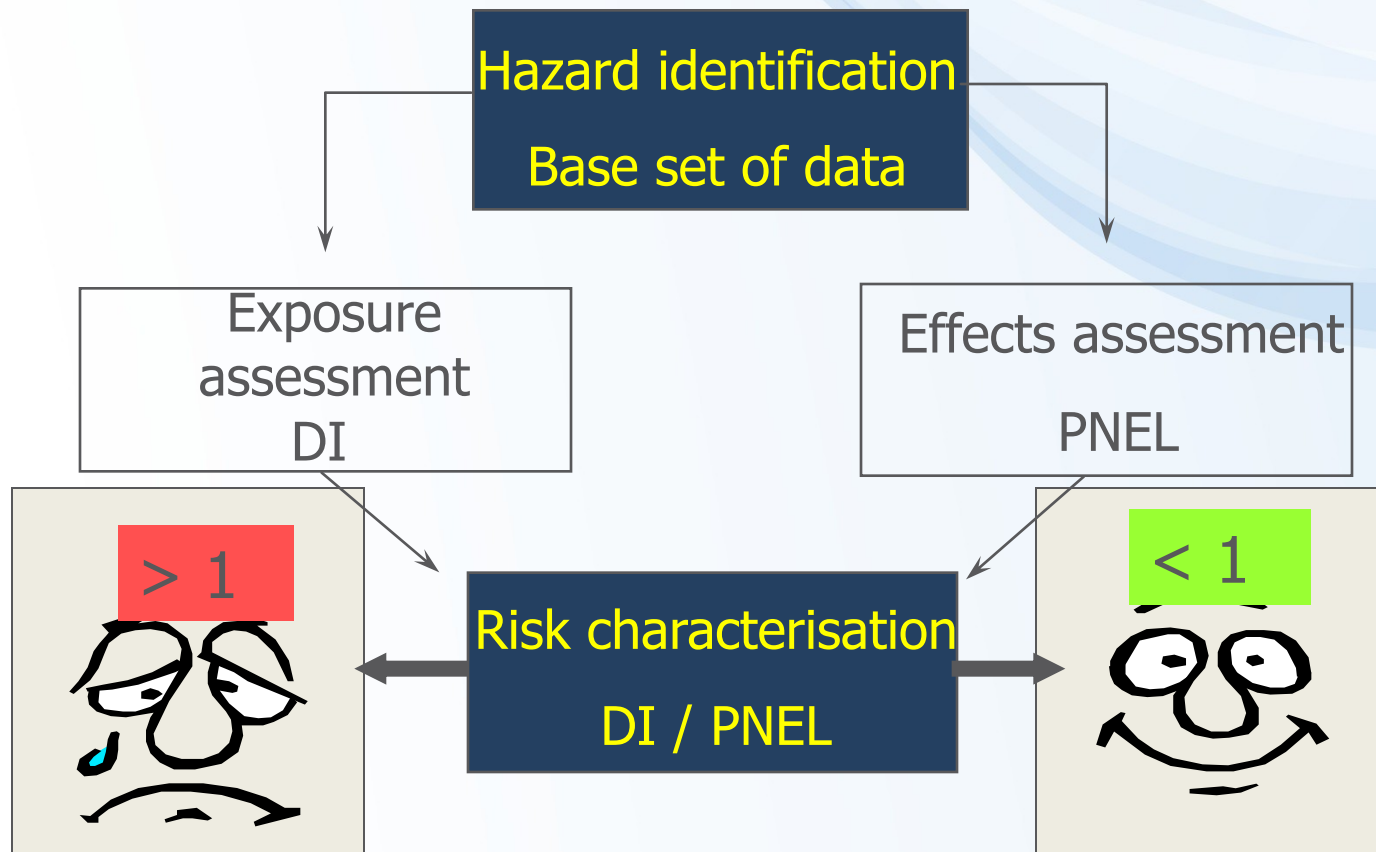 Hazard identification
Base set of data
Exposure
assessment
DI
Effects assessment
PNEL
> 1
< 1
Risk characterisation
DI / PNEL